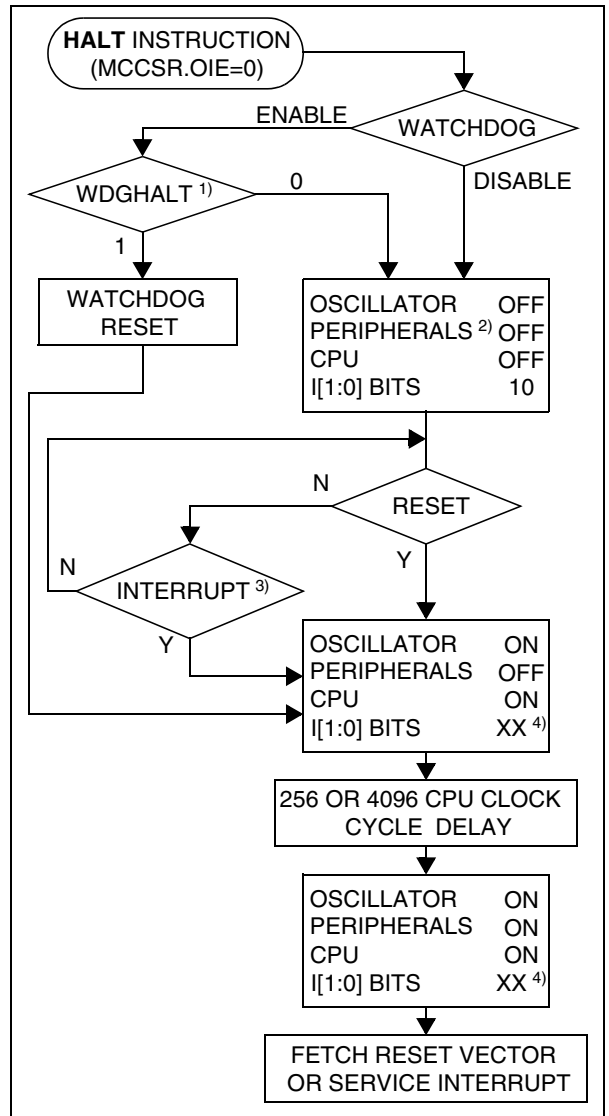 HALT INSTRUCTION
(MCCSR.OIE=0)
ENABLE
WATCHDOG
WDGHALT 1)
0
DISABLE
1
WATCHDOG
RESET
OSCILLATOR OFF
PERIPHERALS 2) OFF
CPU OFF
I[1:0] BITS 10
N
RESET
N
Y
INTERRUPT 3)
Y
OSCILLATOR ON
PERIPHERALS OFF
CPU ON
I[1:0] BITS XX 4)
256 OR 4096 CPU CLOCK
CYCLE DELAY
OSCILLATOR ON
PERIPHERALS ON
CPU ON
I[1:0] BITS XX 4)
FETCH RESET VECTOR
OR SERVICE INTERRUPT